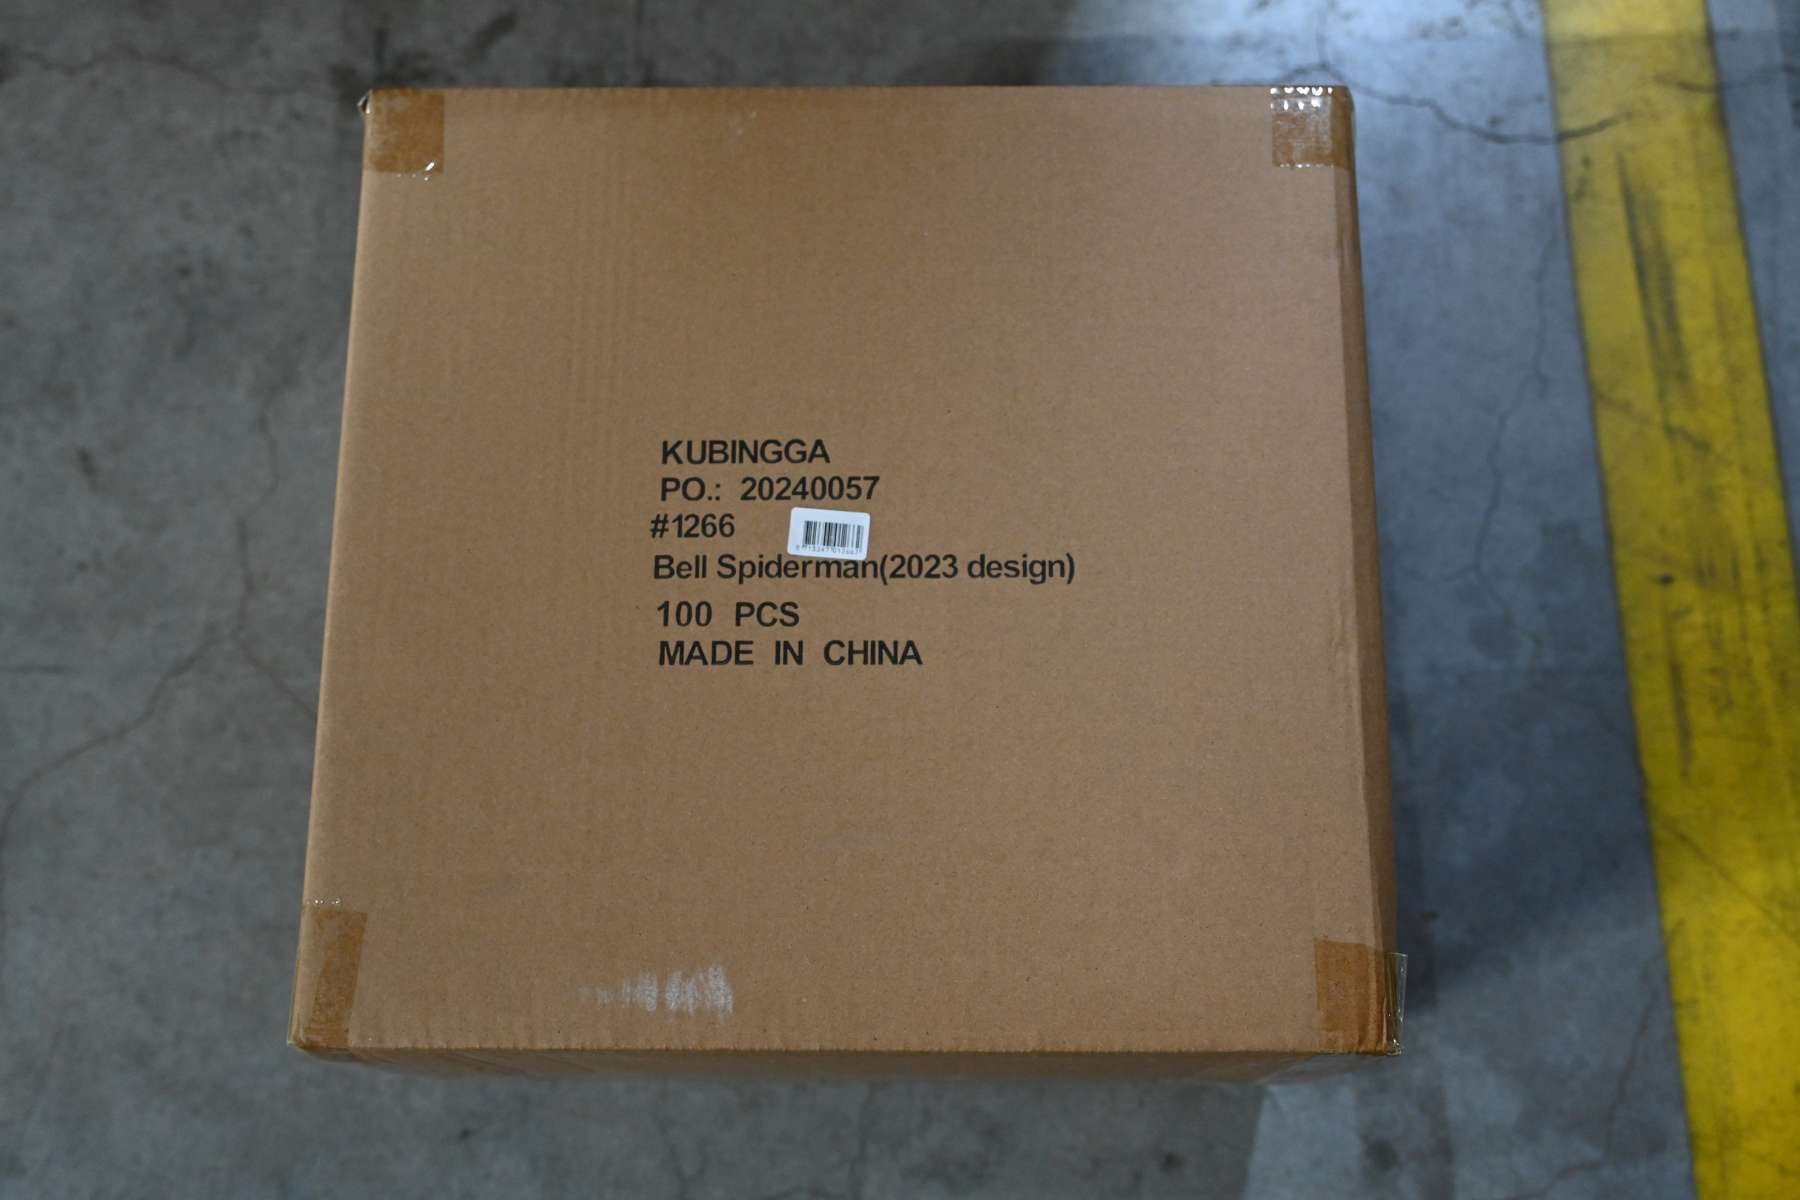 KUBINGGA
PO.: 20240057
#1266
Bell Spiderman(2023 design)
100 PCS
MADE IN CHINA